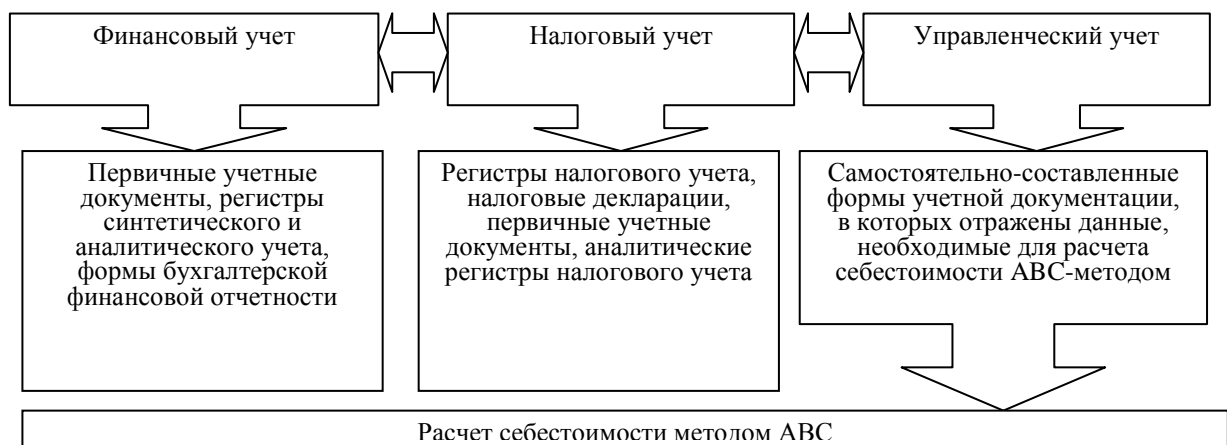 Финансовый учет
Налоговый учет
Управленческий учет
Первичные учетные
документы, регистры
синтетического и
аналитического учета,
формы бухгалтерской
финансовой отчетности
Регистры налогового учета,
налоговые декларации,
первичные учетные
документы, аналитические
регистры налогового учета
Самостоятельно-составленные
формы учетной документации,
в которых отражены данные,
необходимые для расчета
себестоимости АВС-методом
Расчет себестоимости методом АВС